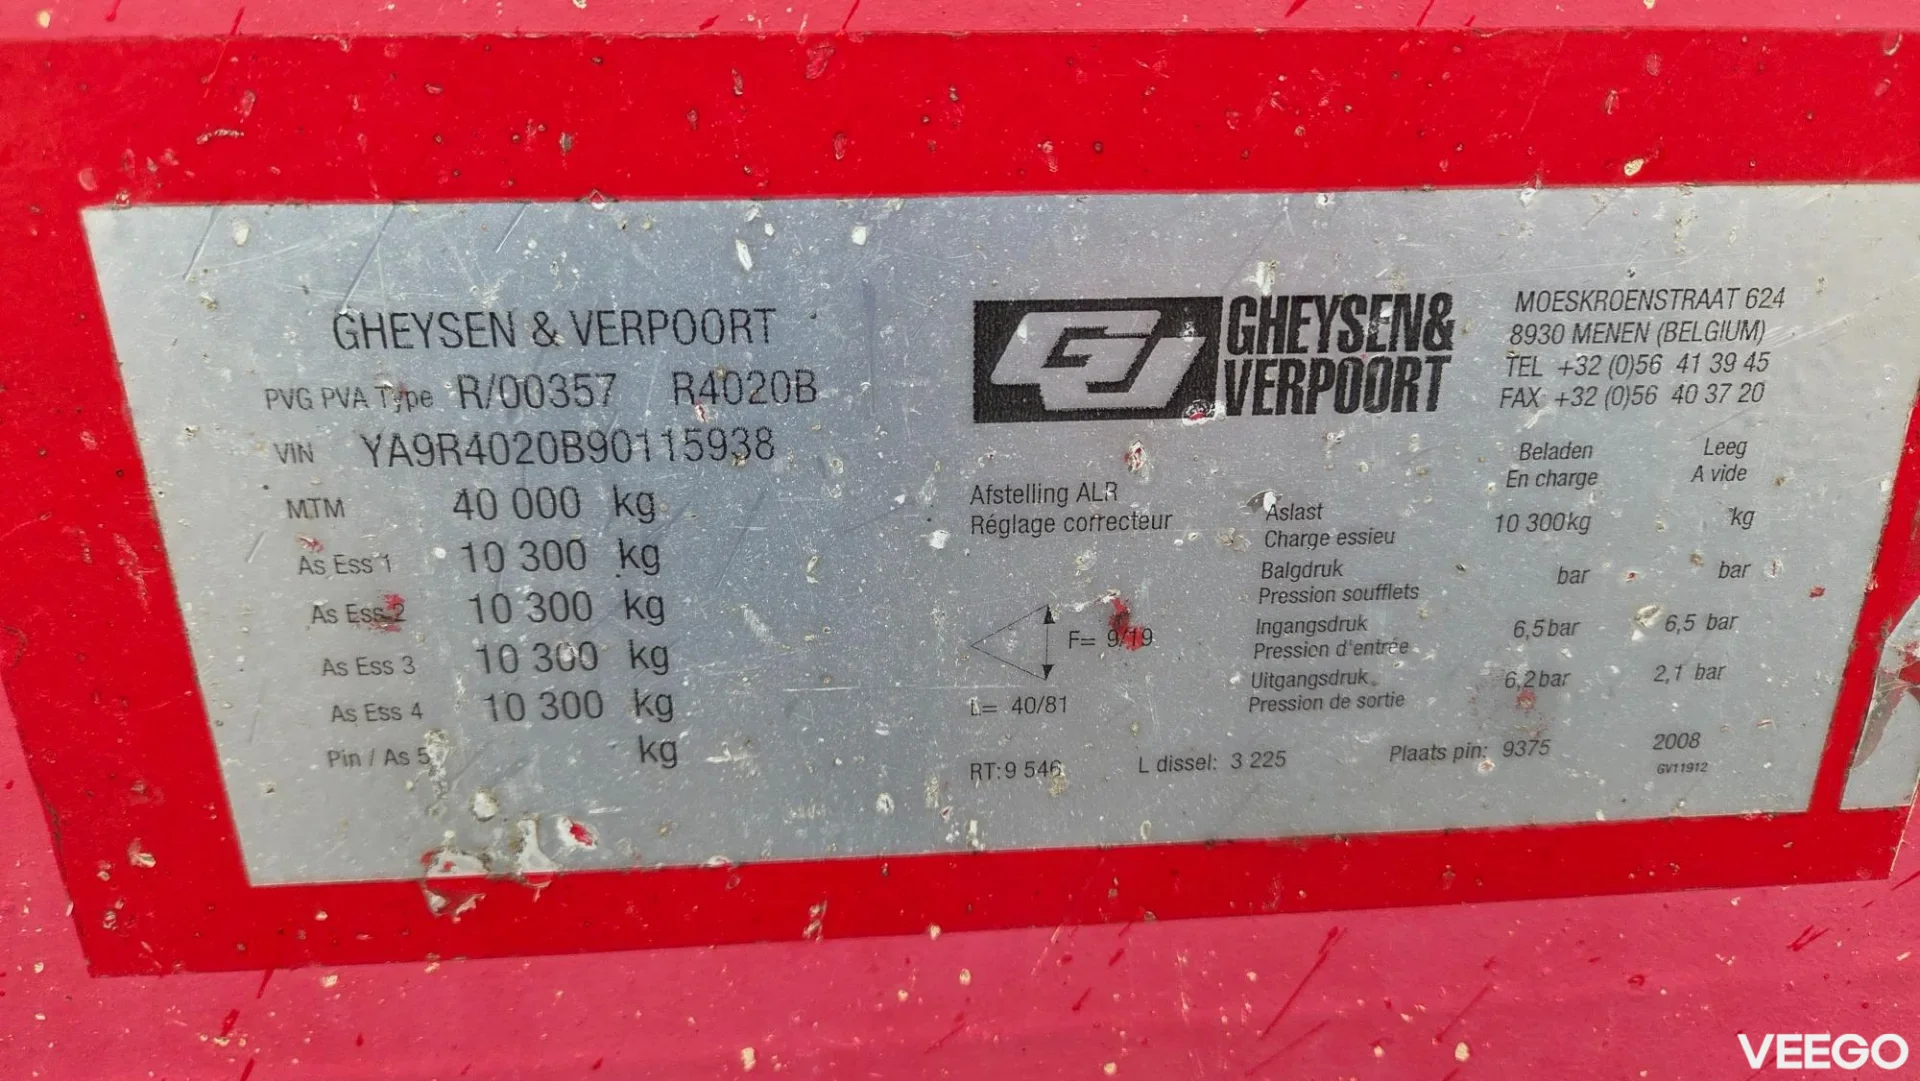 GHEYSEN & VERPOORT
PVG PVA Type R/00357 R4020B
VIN YA9R4020B90115938
MTM 40 000 kg
As Ess 1 10 300 kg
As Ess 2 10 300 kg
As Ess 3 10 300 kg
As Ess 4 10 300 kg
Pin / As 5 kg
GHEYSEN&
VERPOORT
MOESKROENSTRAAT 624
8930 MENEN (BELGIUM)
TEL +32 (0)56 41 39 45
FAX +32 (0)56 40 37 20
Beladen Leeg
En charge A vide
Afstelling ALR
Réglage correcteur
Aslast
Charge essieu 10 300kg kg
Balgdruk
Pression soufflets bar bar
Ingangsdruk
Pression d'entrée 6,5bar 6,5 bar
Uitgangsdruk
Pression de sortie 6,2bar 2,1 bar
F= 9/19
L= 40/81
RT:9 546 L dissel: 3 225 Plaats pin: 9375 2008
GV11912
VEEGO